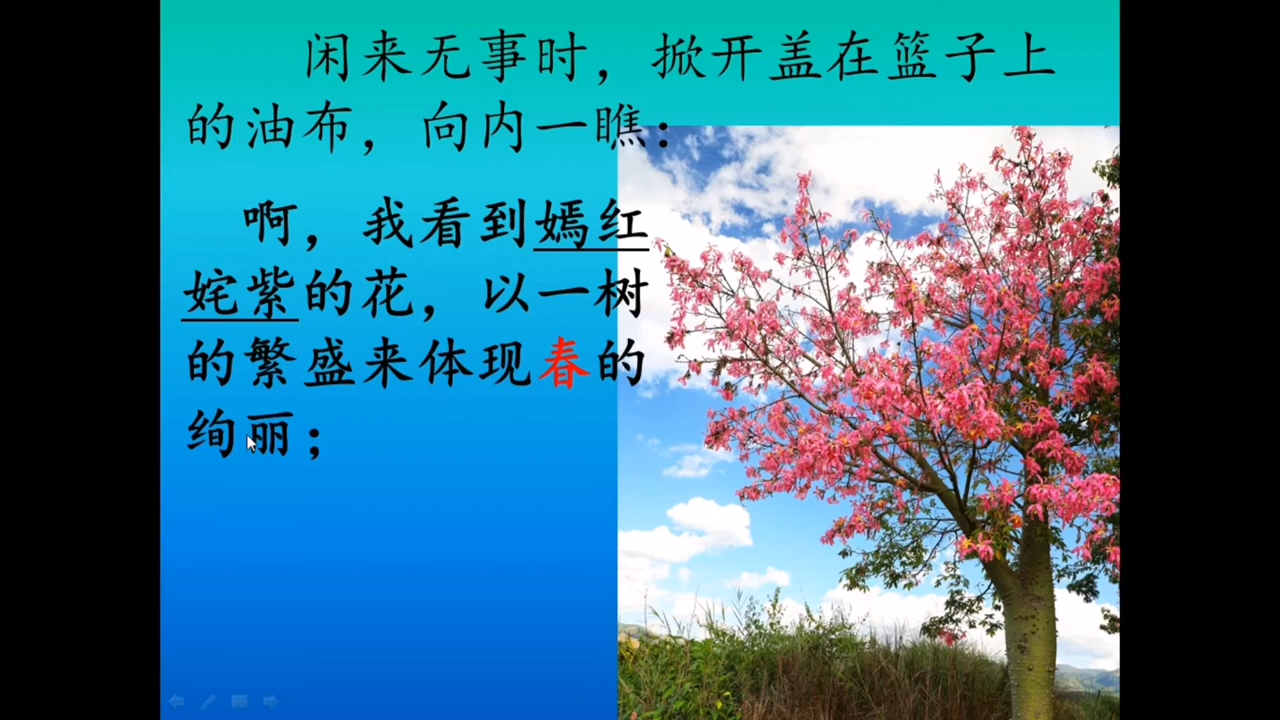 闲来无事时，掀开盖在篮子上
的油布，向内一瞧：
啊，我看到嫣红
姹紫的花，以一树
的繁盛来体现春的
绚丽；